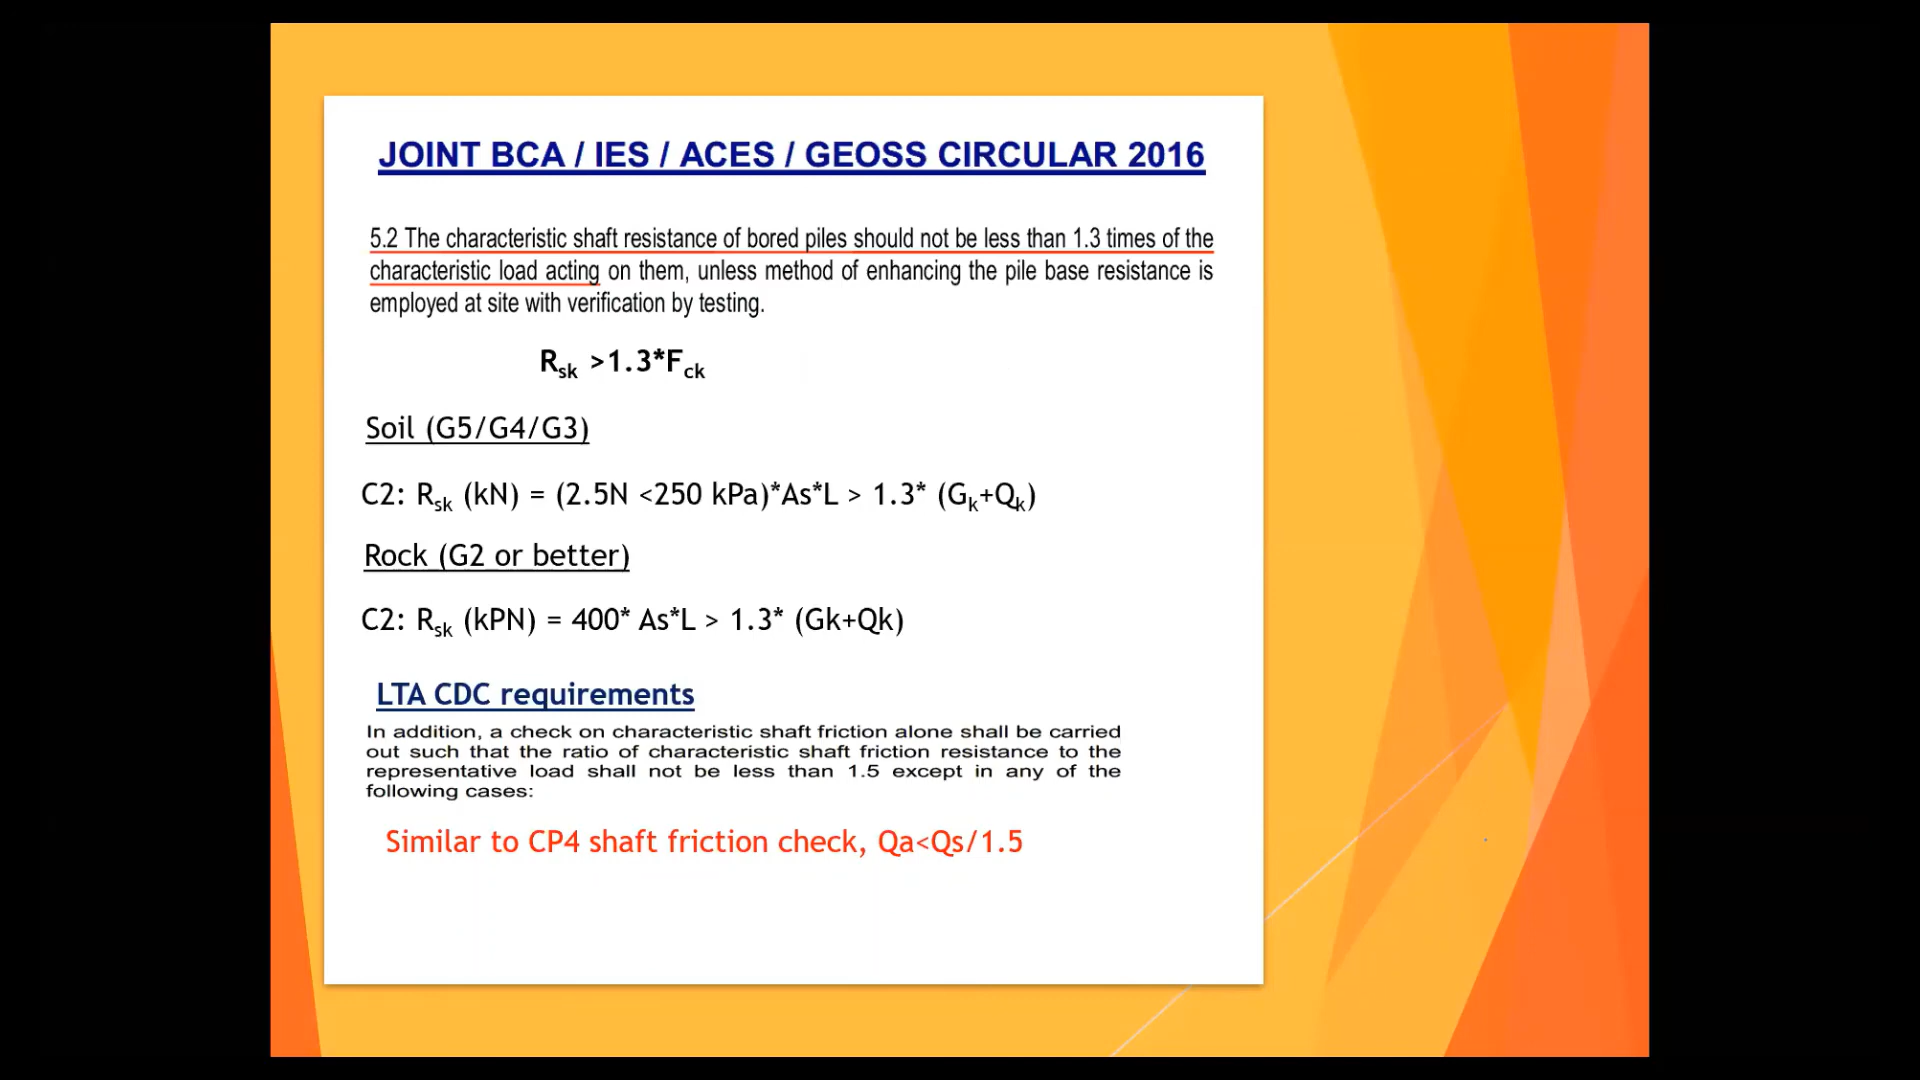 JOINT BCA / IES / ACES / GEOSS CIRCULAR 2016
5.2 The characteristic shaft resistance of bored piles should not be less than 1.3 times of the
characteristic load acting on them, unless method of enhancing the pile base resistance is
employed at site with verification by testing.
Rsk >1.3*Fck
Soil (G5/G4/G3)
C2: Rsk (kN) = (2.5N <250 kPa)*As*L > 1.3* (Gk+Qk)
Rock (G2 or better)
C2: Rsk (kPN) = 400* As*L > 1.3* (Gk+Qk)
LTA CDC requirements
In addition, a check on characteristic shaft friction alone shall be carried
out such that the ratio of characteristic shaft friction resistance to the
representative load shall not be less than 1.5 except in any of the
following cases:
Similar to CP4 shaft friction check, Qa<Qs/1.5